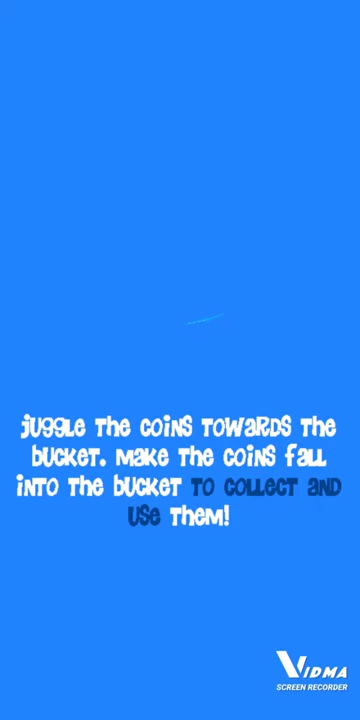 juggle the coins towards the
bucket. make the coins fall
into the bucket to collect and
use them!
VIDMA
SCREEN RECORDER